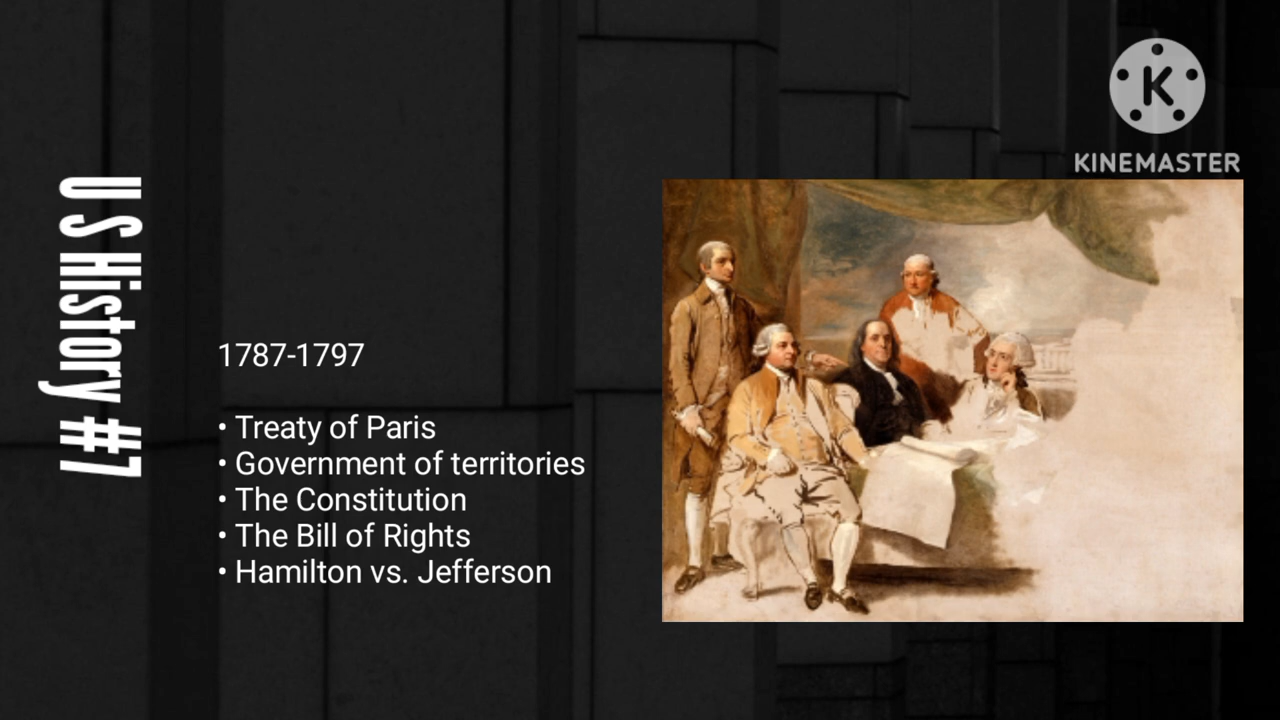 U S History #7
1787-1797
• Treaty of Paris
• Government of territories
• The Constitution
• The Bill of Rights
• Hamilton vs. Jefferson
K
KINEMASTER